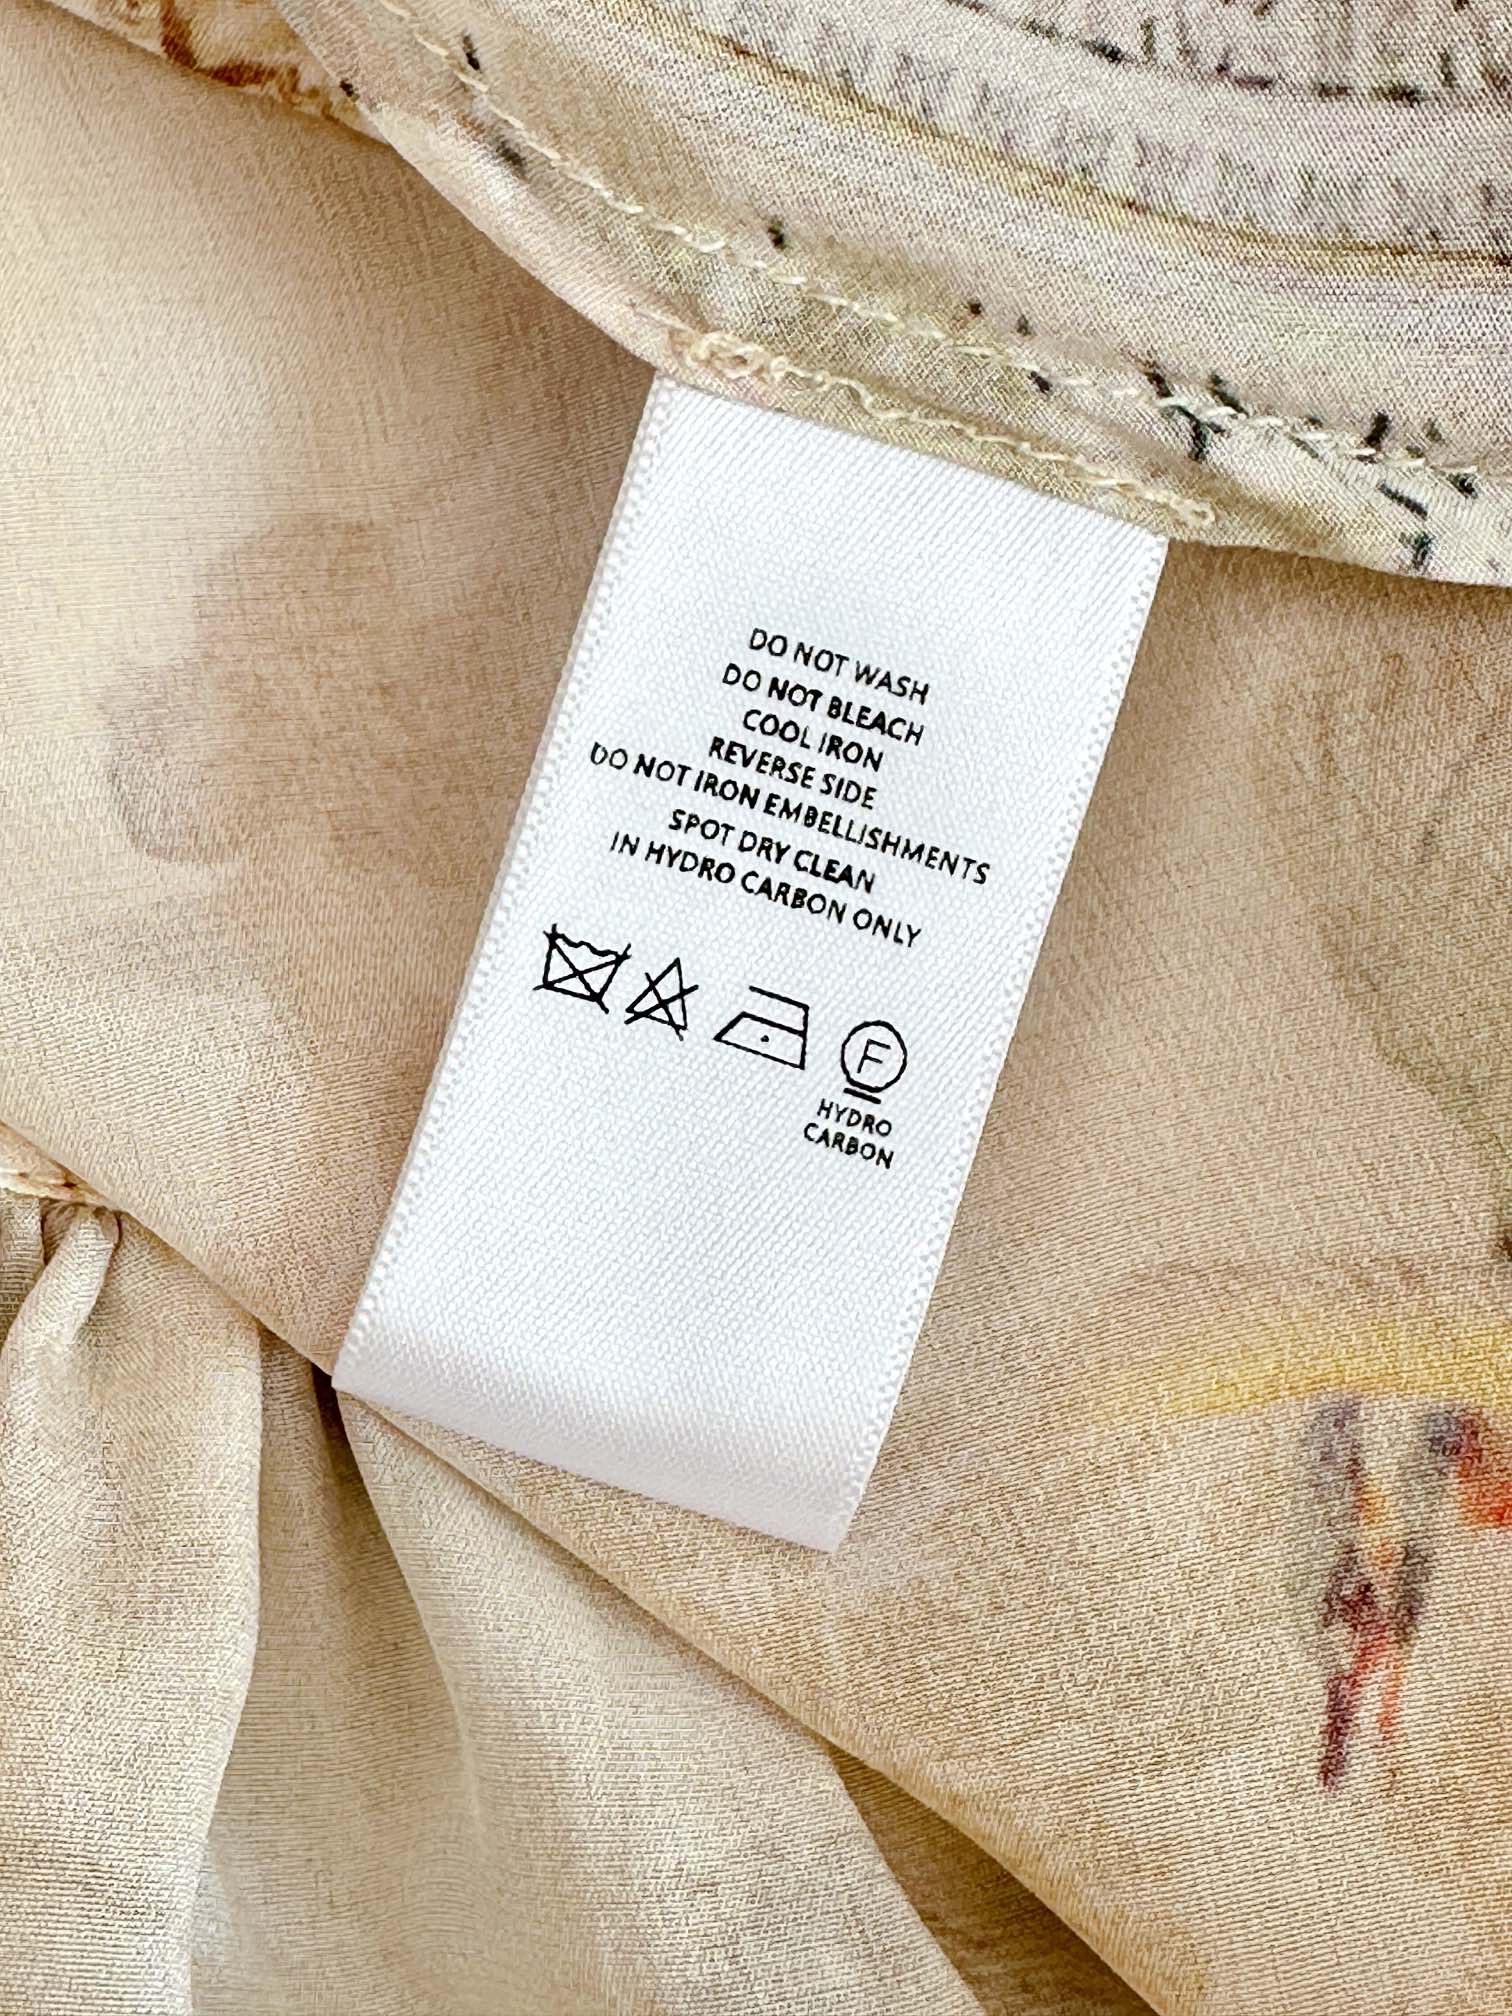 DO NOT WASH
DO NOT BLEACH
COOL IRON
REVERSE SIDE
DO NOT IRON EMBELLISHMENTS
SPOT DRY CLEAN
IN HYDRO CARBON ONLY
F
HYDRO
CARBON